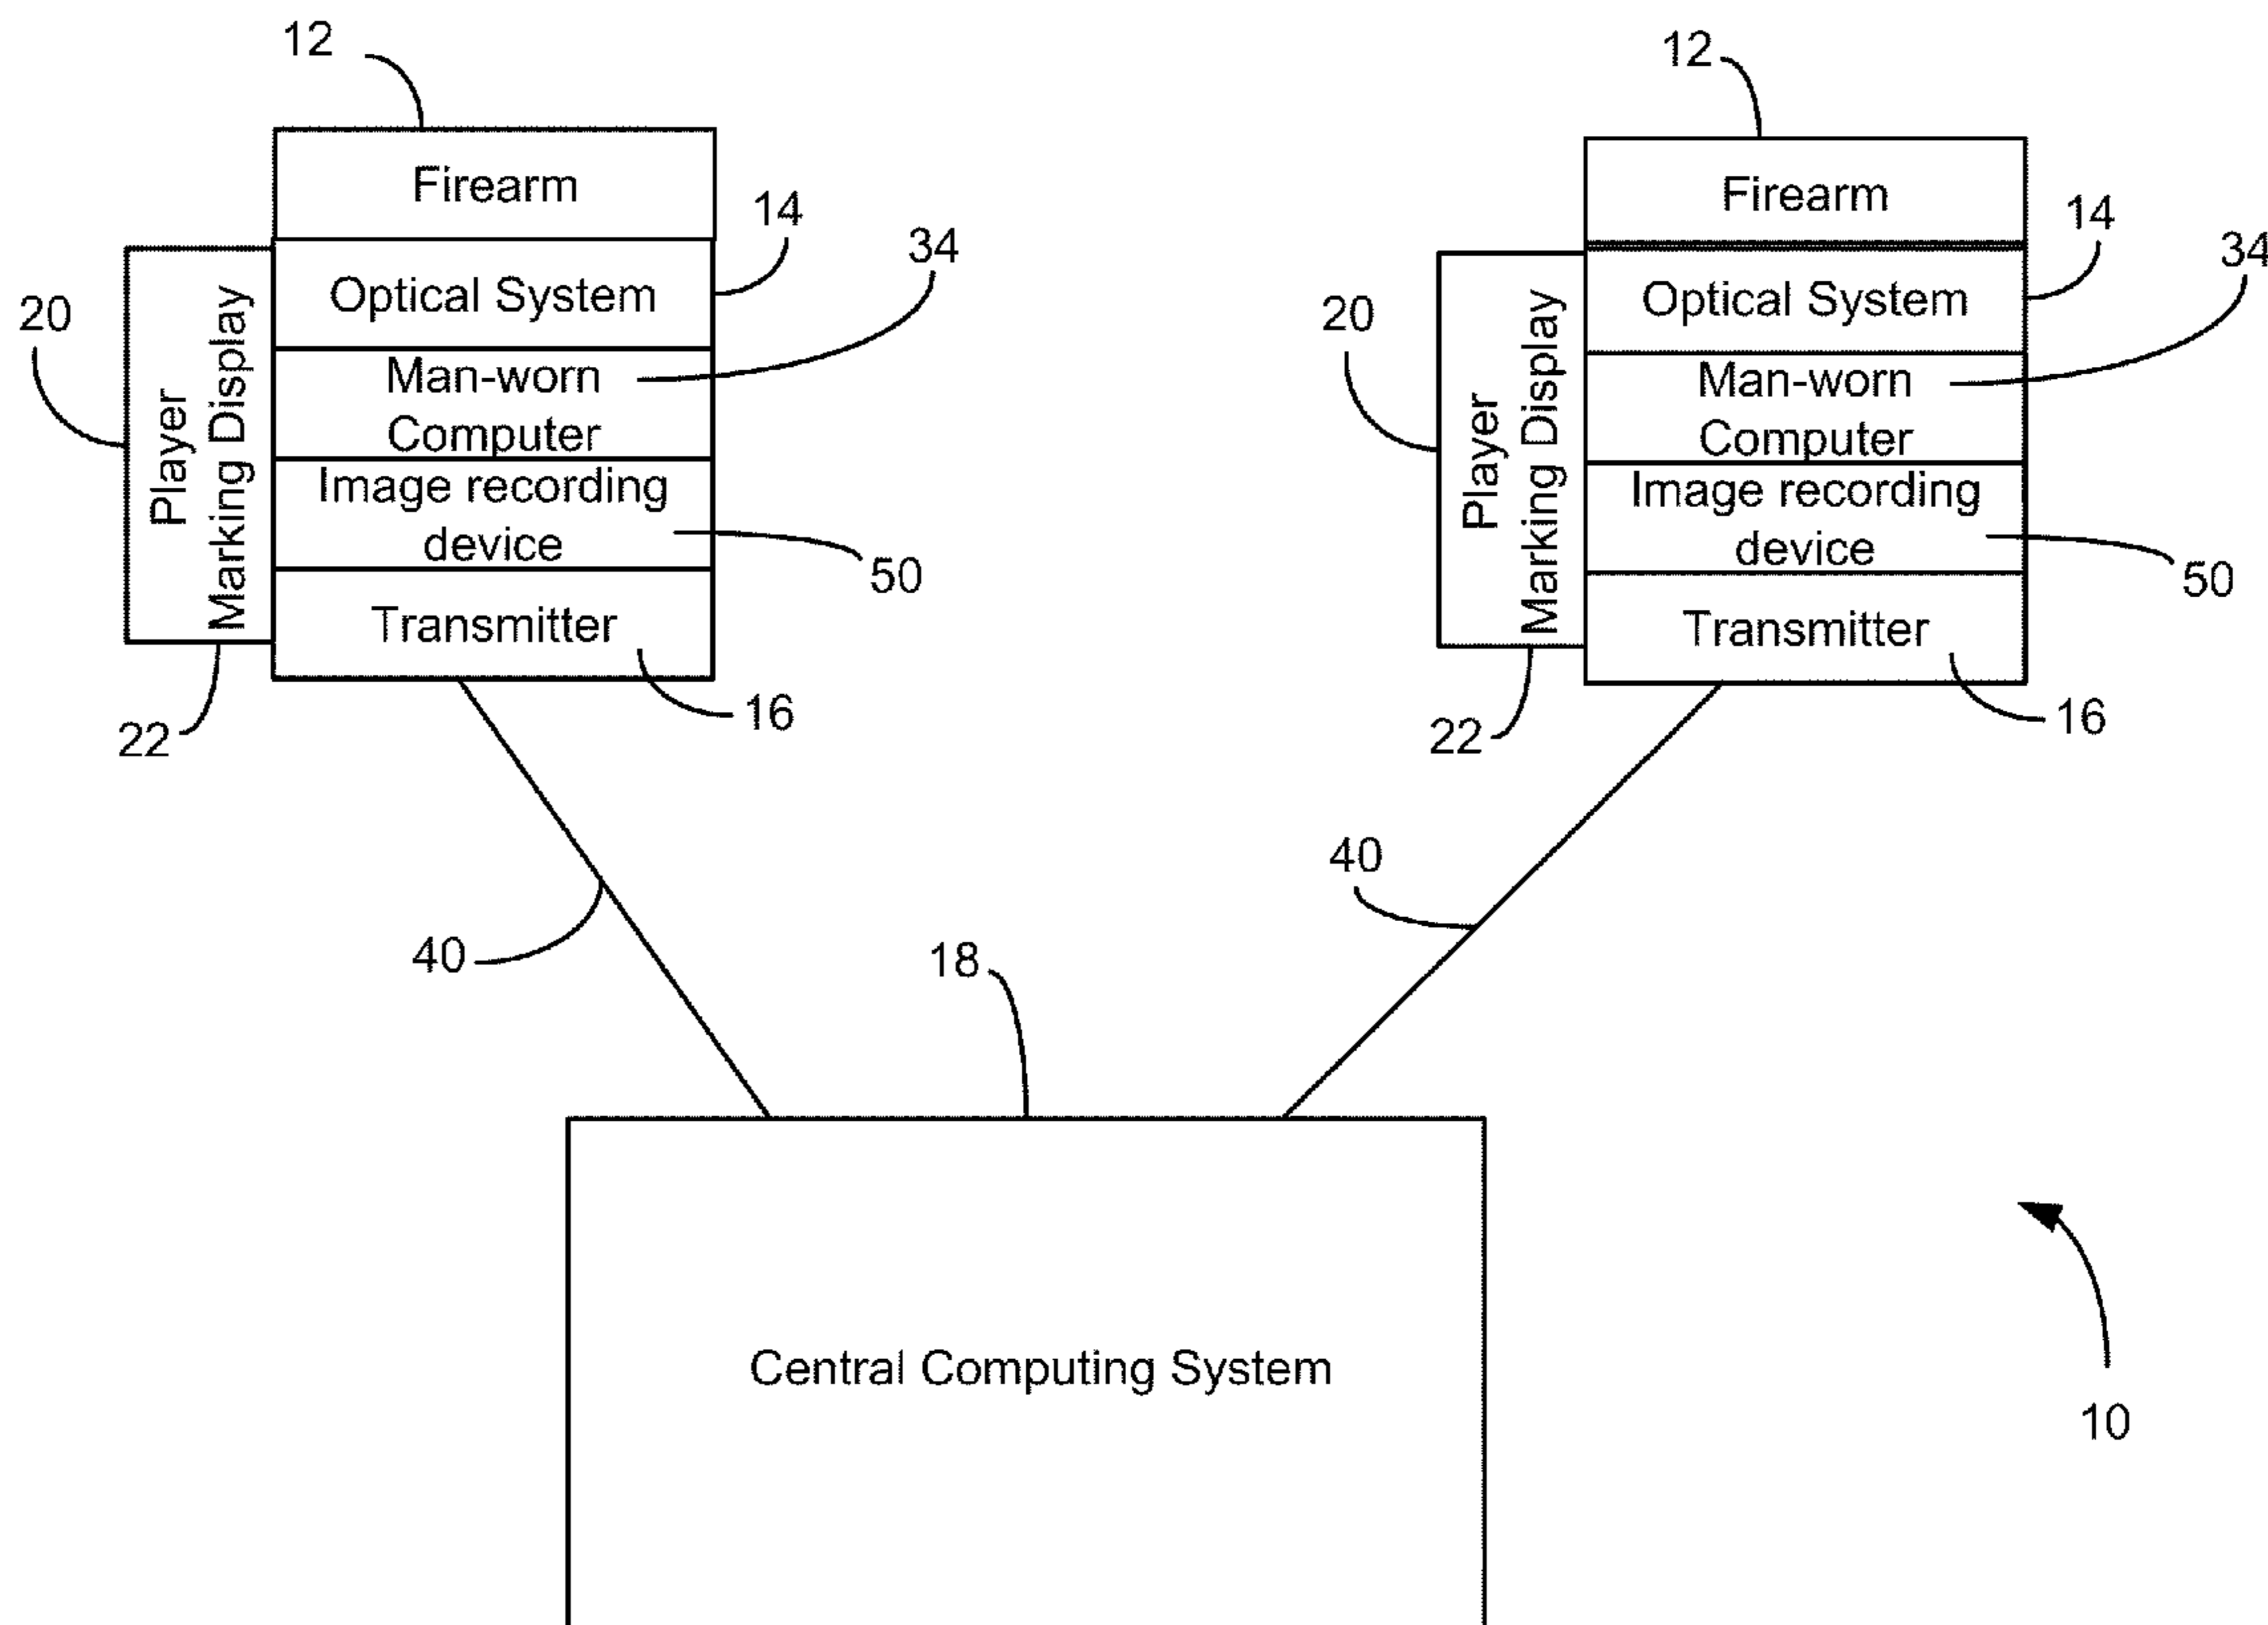 12
Firearm
14
34
Optical System
20
Player
Marking Display
Man-worn
Computer
Image recording
device
50
Transmitter
22
16
12
Firearm
14
34
Optical System
20
Player
Marking Display
Man-worn
Computer
Image recording
device
50
Transmitter
22
16
40
40
18
Central Computing System
10